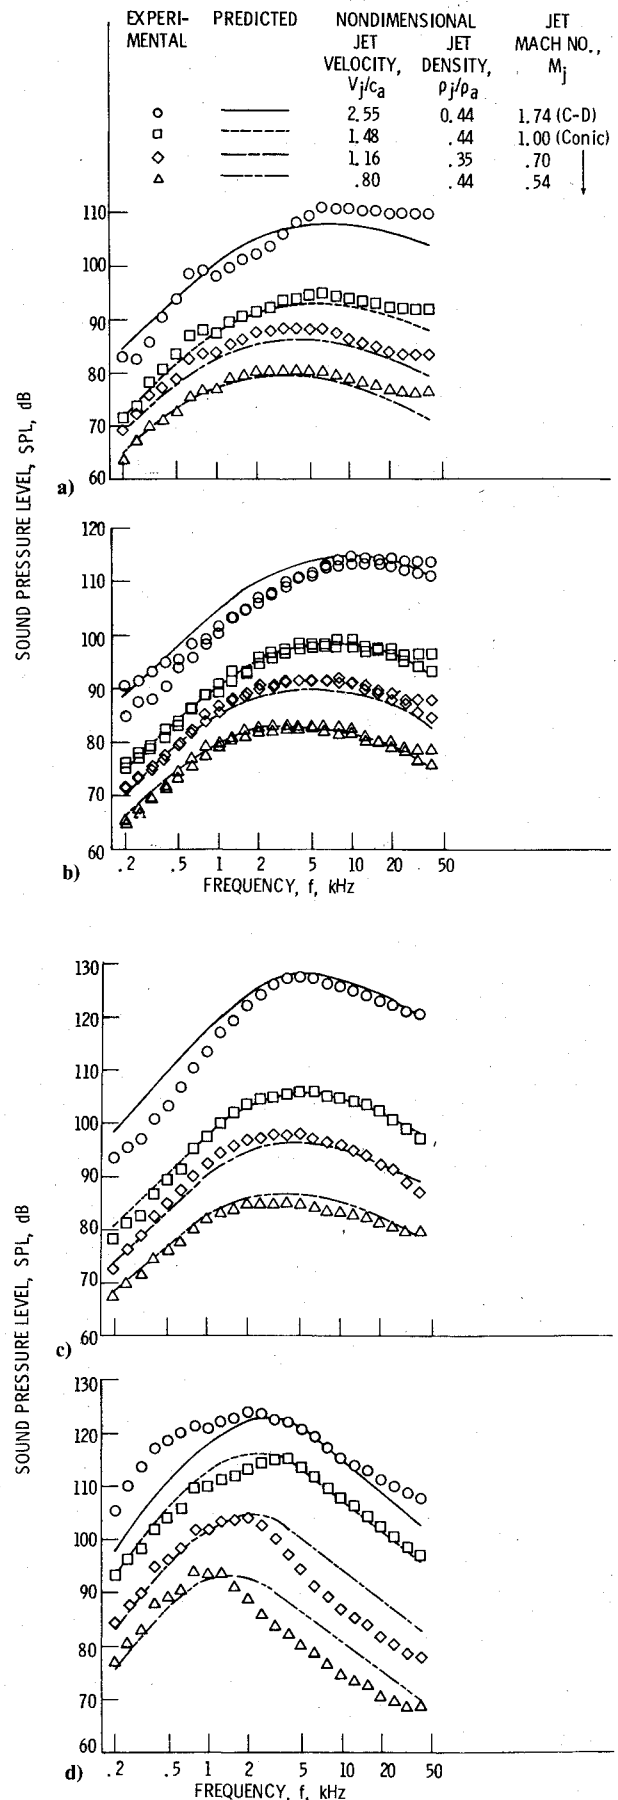 EXPERI- PREDICTED NONDIMENSIONAL JET
MENTAL JET JET MACH NO.,
VELOCITY, DENSITY, Mj
Vj/ca ρj/ρa
2.55 0.44 1.74 (C-D)
1.48 .44 1.00 (Conic)
1.16 .35 .70
.80 .44 .54
110
100
90
80
70
60
a)
SOUND PRESSURE LEVEL, SPL, dB
120
110
100
90
80
70
60
b)
.2 .5 1 2 5 10 20 50
FREQUENCY, f, kHz
130
120
110
100
90
80
70
60
c)
SOUND PRESSURE LEVEL, SPL, dB
130
120
110
100
90
80
70
60
d)
.2 .5 1 2 5 10 20 50
FREQUENCY, f, kHz